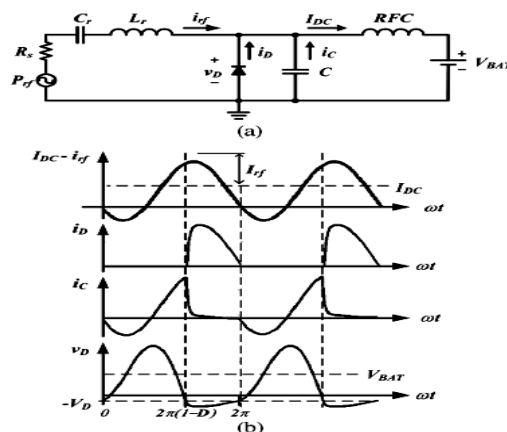 C_r L_r i_rf I_DC RFC
R_s + i_D i_C +
v_D C V_BAT
P_rf - -
(a)
I_DC - i_rf I_rf I_DC
ωt
i_D
ωt
i_C
ωt
v_D V_BAT
-V_D ωt
0 2π(1-D) 2π
(b)